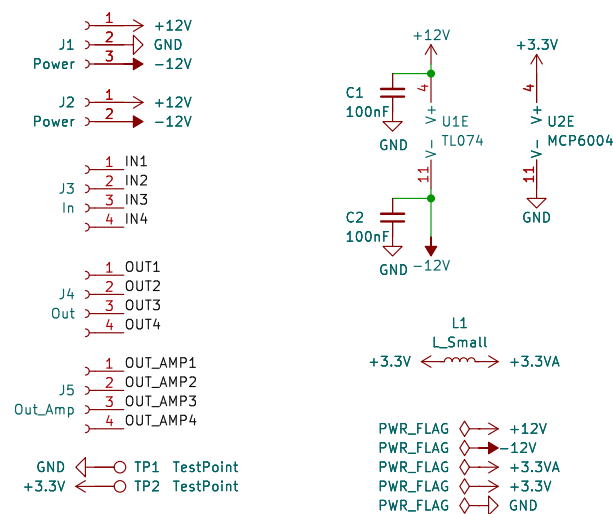 1 +12V
J1 2 GND
Power 3 -12V
J2 1 +12V
Power 2 -12V
1 IN1
J3 2 IN2
In 3 IN3
4 IN4
1 OUT1
J4 2 OUT2
Out 3 OUT3
4 OUT4
1 OUT_AMP1
J5 2 OUT_AMP2
Out_Amp 3 OUT_AMP3
4 OUT_AMP4
GND TP1 TestPoint
+3.3V TP2 TestPoint
+12V
C1
100nF
GND
4
V+
U1E
TL074
V-
11
C2
100nF
GND
-12V
+3.3V
4
V+
U2E
MCP6004
V-
11
GND
L1
L_Small
+3.3V +3.3VA
PWR_FLAG +12V
PWR_FLAG -12V
PWR_FLAG +3.3VA
PWR_FLAG +3.3V
PWR_FLAG GND